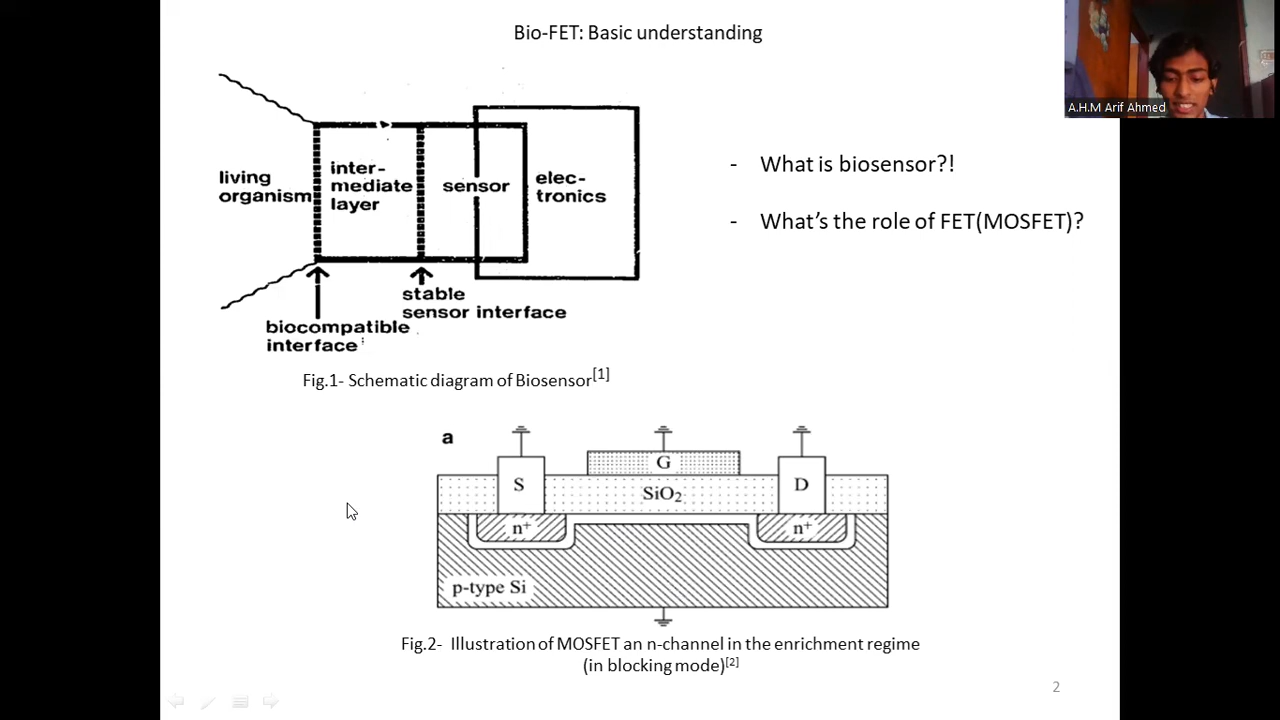 Bio-FET: Basic understanding
A.H.M Arif Ahmed
living
organism
inter-
mediate
layer
sensor
elec-
tronics
stable
sensor interface
biocompatible
interface
Fig.1- Schematic diagram of Biosensor[1]
- What is biosensor?!
- What's the role of FET(MOSFET)?
a
S
G
D
SiO₂
n⁺
n⁺
p-type Si
Fig.2- Illustration of MOSFET an n-channel in the enrichment regime
(in blocking mode)[2]
2